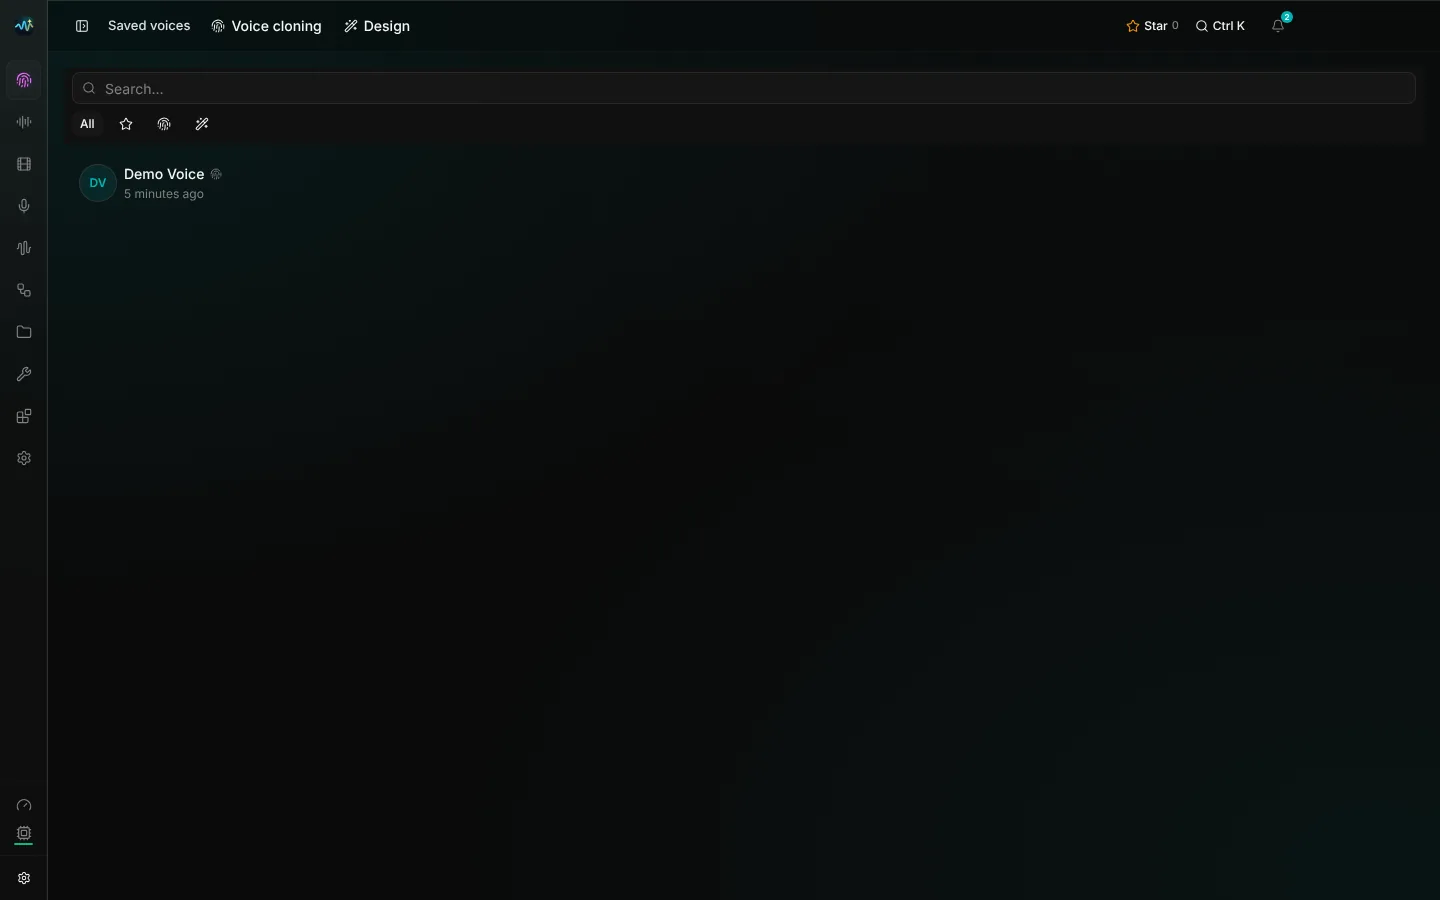 Saved voices
Voice cloning
Design
Star 0
Ctrl K
2
Search...
All
DV
Demo Voice
5 minutes ago